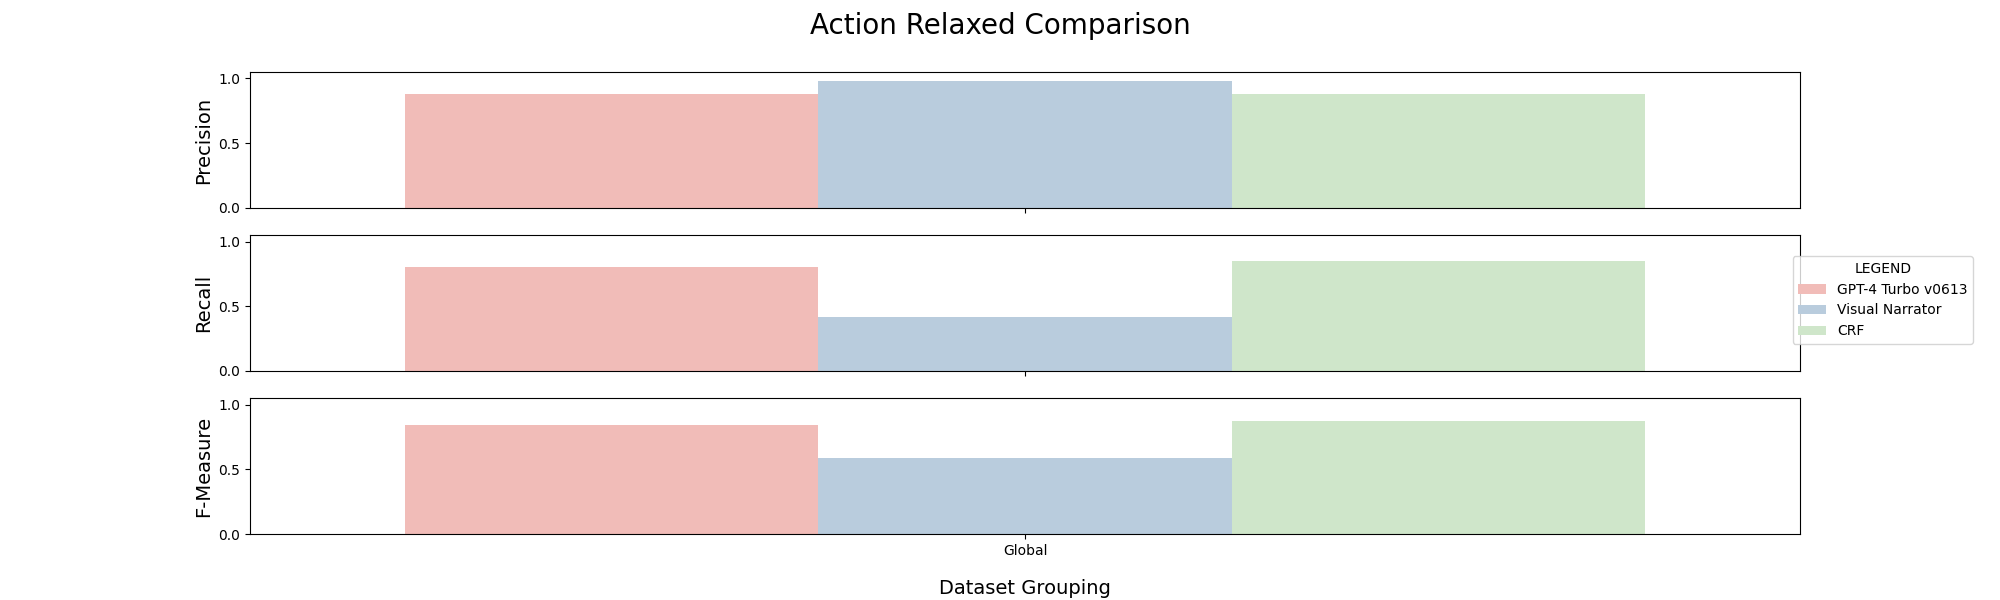 Action Relaxed Comparison
1.0
0.5
0.0
Precision
1.0
0.5
0.0
Recall
1.0
0.5
0.0
F-Measure
Global
Dataset Grouping
LEGEND
GPT-4 Turbo v0613
Visual Narrator
CRF